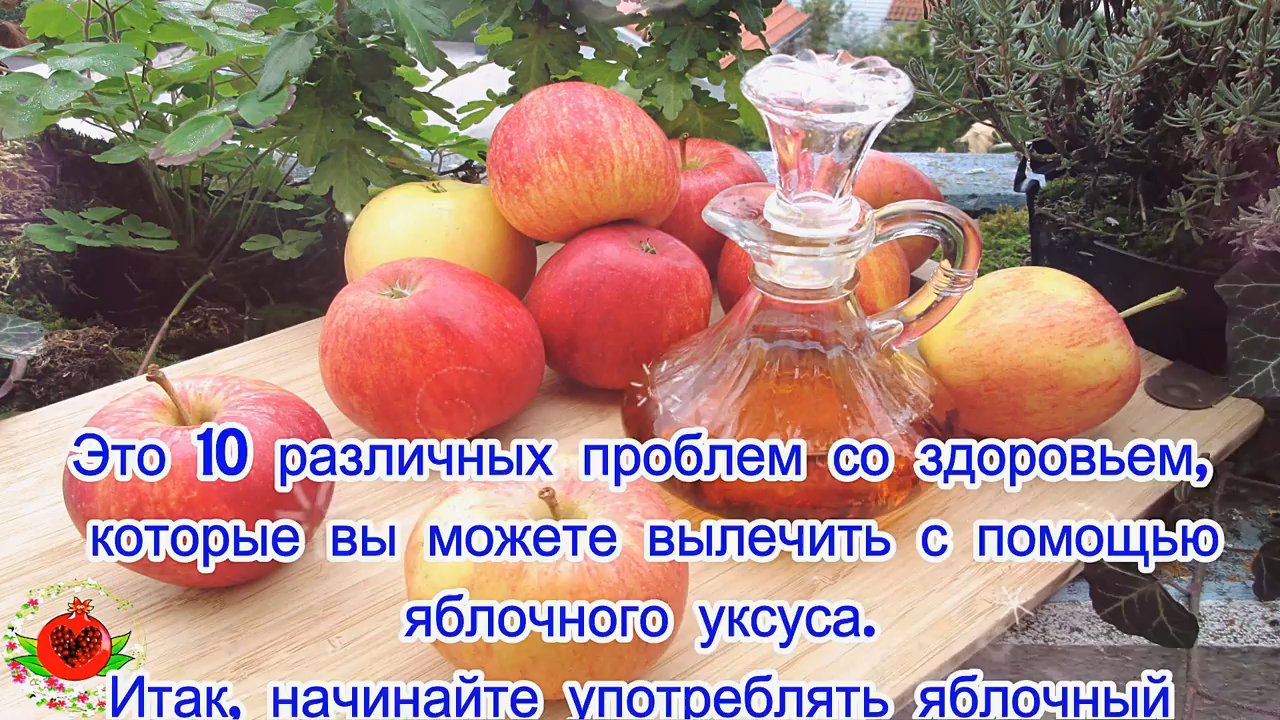 Это 10 различных проблем со здоровьем,
которые вы можете вылечить с помощью
яблочного уксуса.
Итак, начинайте употреблять яблочный